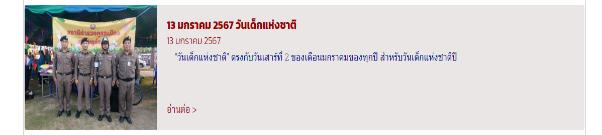 13 มกราคม 2567 วันเด็กแห่งชาติ
13 มกราคม 2567
"วันเด็กแห่งชาติ" ตรงกับวันเสาร์ที่ 2 ของเดือนมกราคมของทุกปี สำหรับวันเด็กแห่งชาติปี
อ่านต่อ >